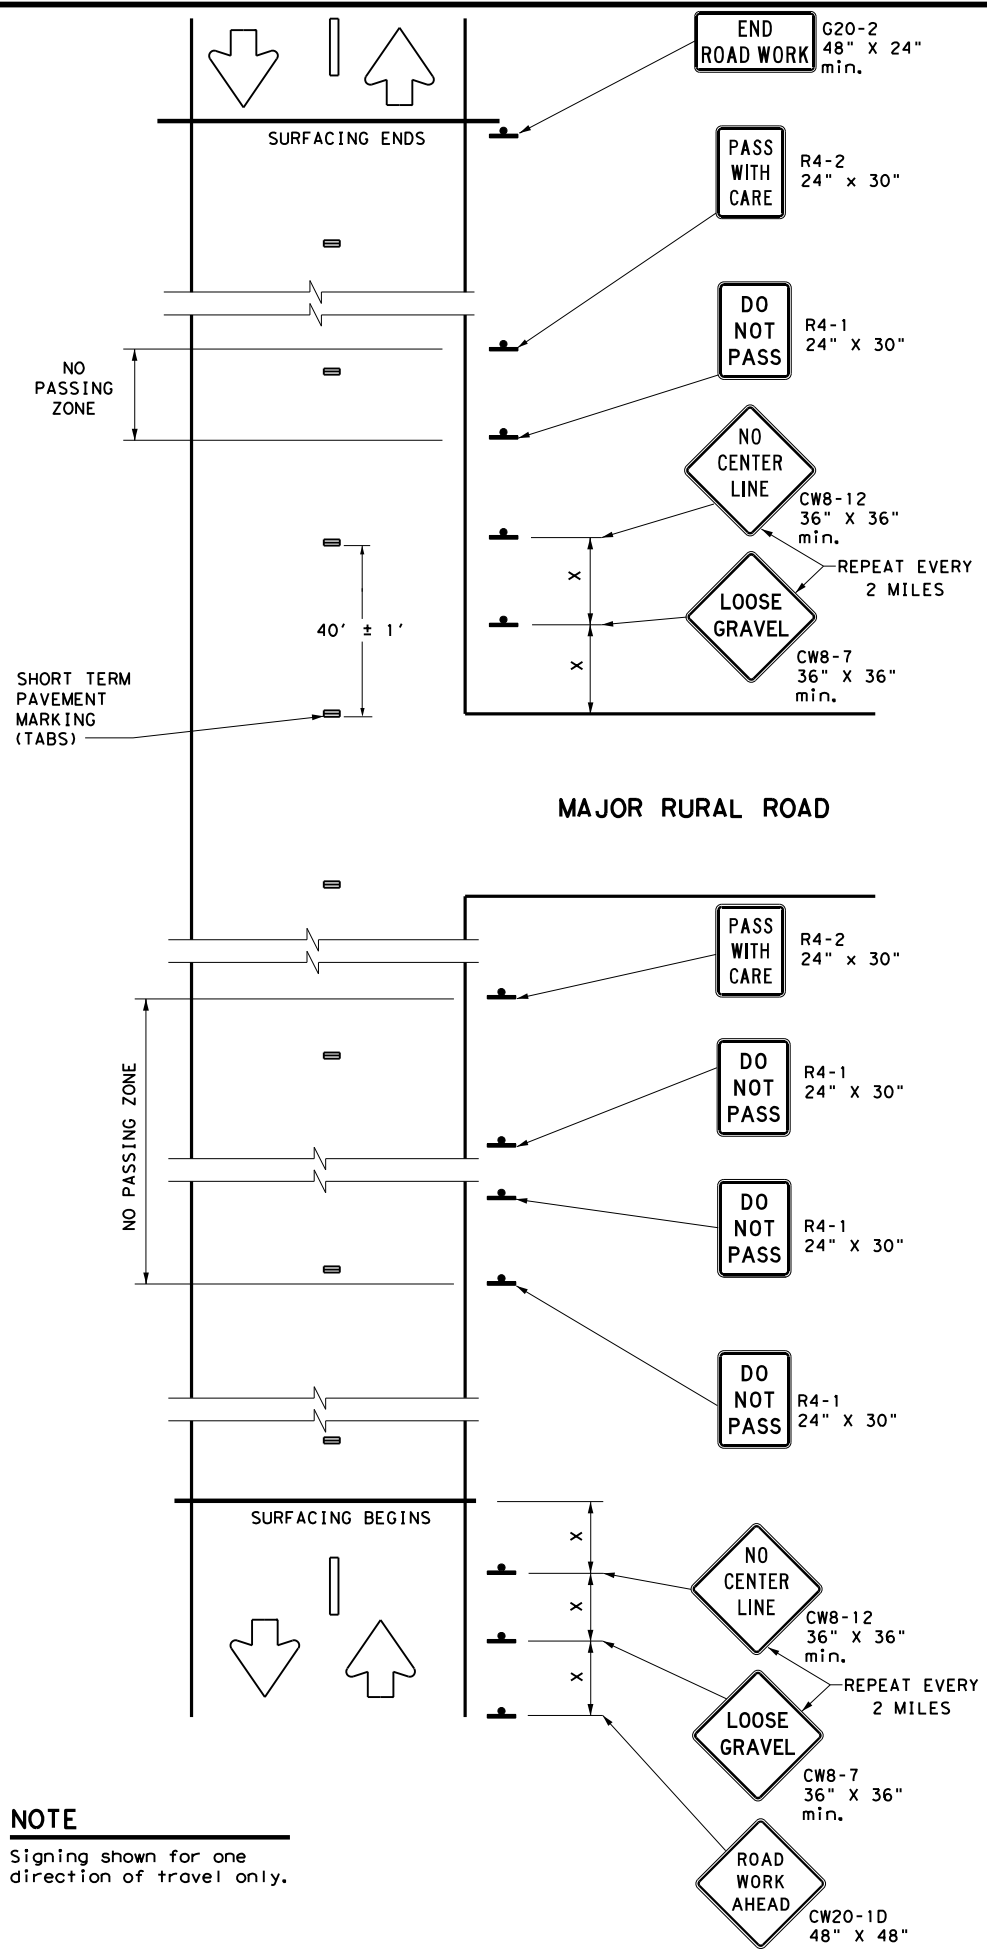 END
ROAD WORK
G20-2
48" X 24"
min.
SURFACING ENDS
PASS
WITH
CARE
R4-2
24" x 30"
DO
NOT
PASS
R4-1
24" X 30"
NO
PASSING
ZONE
NO
CENTER
LINE
CW8-12
36" X 36"
min.
X
REPEAT EVERY
2 MILES
LOOSE
GRAVEL
40' ± 1'
X
CW8-7
36" X 36"
min.
SHORT TERM
PAVEMENT
MARKING
(TABS)
MAJOR RURAL ROAD
PASS
WITH
CARE
R4-2
24" x 30"
NO PASSING ZONE
DO
NOT
PASS
R4-1
24" X 30"
DO
NOT
PASS
R4-1
24" X 30"
DO
NOT
PASS
R4-1
24" X 30"
SURFACING BEGINS
X
NO
CENTER
LINE
X
CW8-12
36" X 36"
min.
X
REPEAT EVERY
2 MILES
LOOSE
GRAVEL
CW8-7
36" X 36"
min.
NOTE
Signing shown for one
direction of travel only.
ROAD
WORK
AHEAD
CW20-1D
48" X 48"